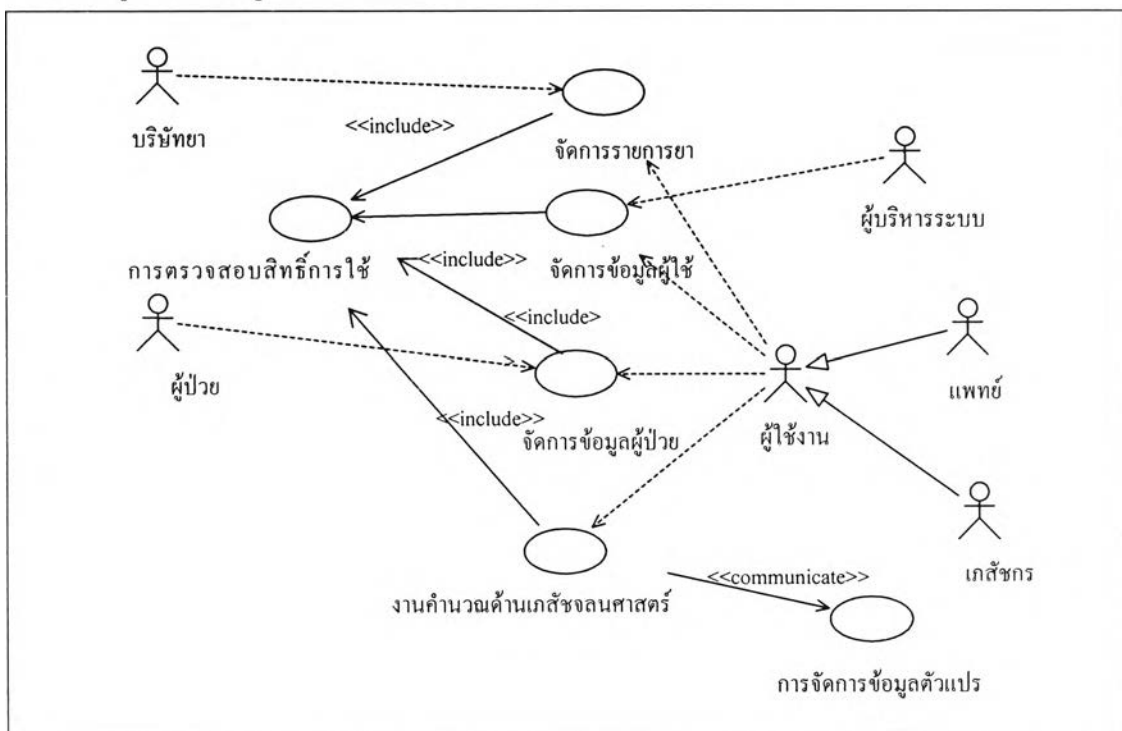 บริษัทยา
<<include>>
จัดการรายการยา
ผู้บริหารระบบ
การตรวจสอบสิทธิ์การใช้
<<include>>
จัดการข้อมูลผู้ใช้
<<include>
ผู้ป่วย
แพทย์
<<include>>
จัดการข้อมูลผู้ป่วย
ผู้ใช้งาน
เภสัชกร
<<communicate>>
งานคำนวณด้านเภสัชจลนศาสตร์
การจัดการข้อมูลตัวแปร